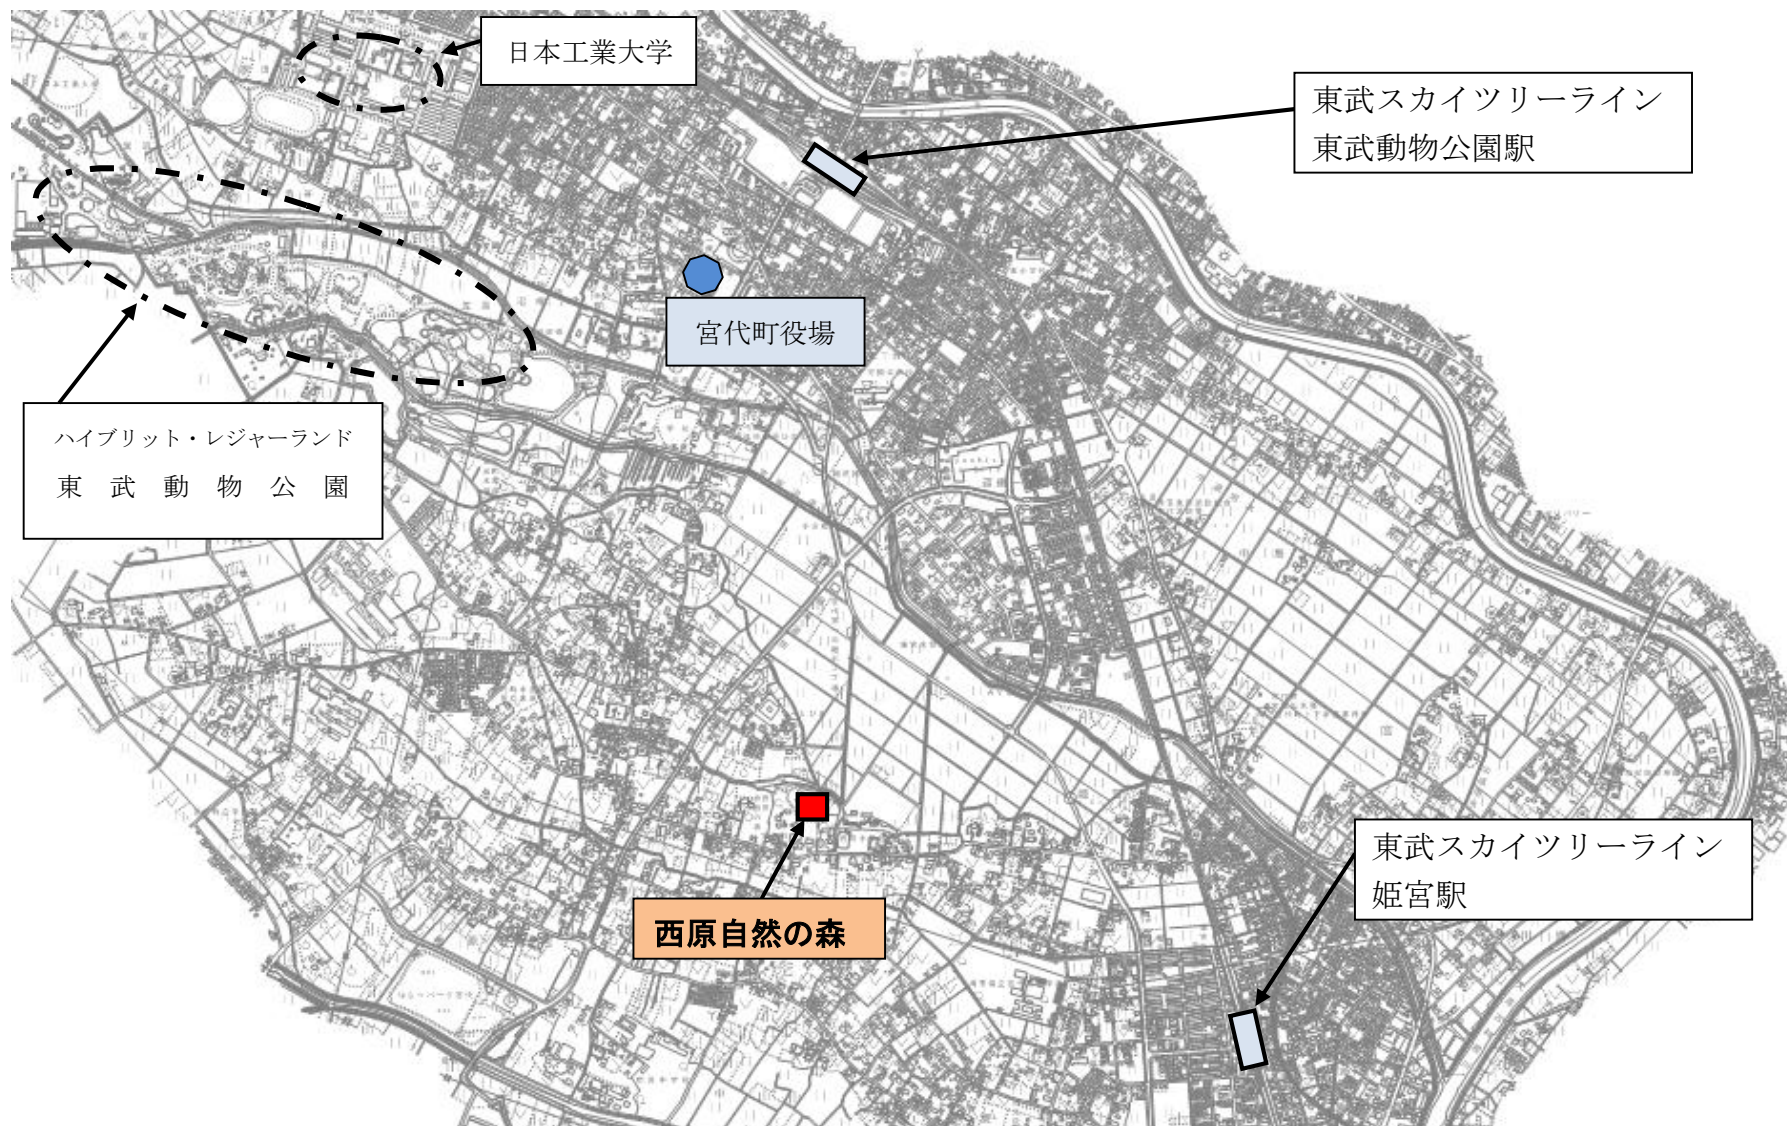 日本工業大学
東武スカイツリーライン
東武動物公園駅
宮代町役場
ハイブリット・レジャーランド
東武動物公園
西原自然の森
東武スカイツリーライン
姫宮駅